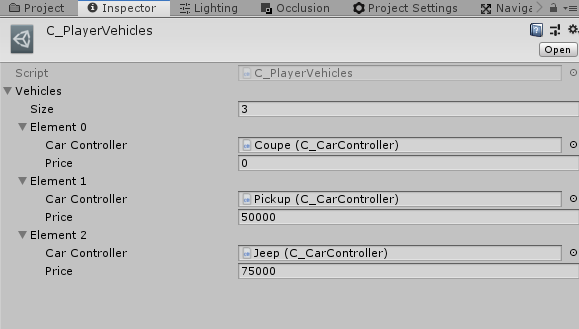 Project Inspector Lighting Occlusion Project Settings Naviga
C_PlayerVehicles
Open
Script C_PlayerVehicles
Vehicles
Size 3
Element 0
Car Controller Coupe (C_CarController)
Price 0
Element 1
Car Controller Pickup (C_CarController)
Price 50000
Element 2
Car Controller Jeep (C_CarController)
Price 75000